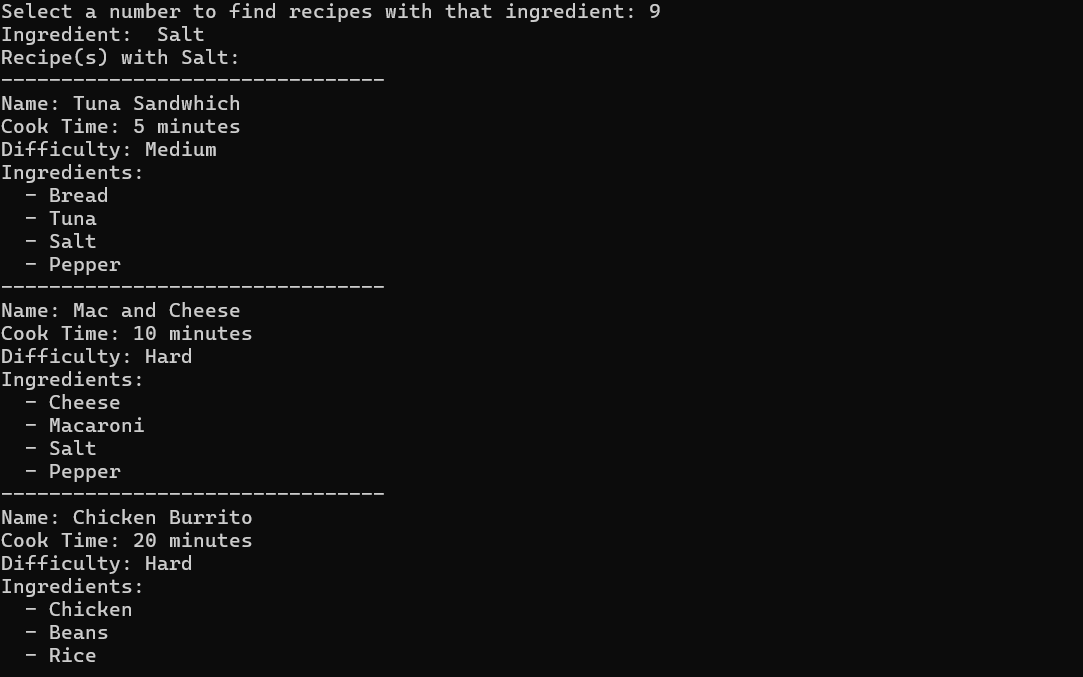 Select a number to find recipes with that ingredient: 9
Ingredient:  Salt
Recipe(s) with Salt:
--------------------------------
Name: Tuna Sandwhich
Cook Time: 5 minutes
Difficulty: Medium
Ingredients:
  - Bread
  - Tuna
  - Salt
  - Pepper
--------------------------------
Name: Mac and Cheese
Cook Time: 10 minutes
Difficulty: Hard
Ingredients:
  - Cheese
  - Macaroni
  - Salt
  - Pepper
--------------------------------
Name: Chicken Burrito
Cook Time: 20 minutes
Difficulty: Hard
Ingredients:
  - Chicken
  - Beans
  - Rice